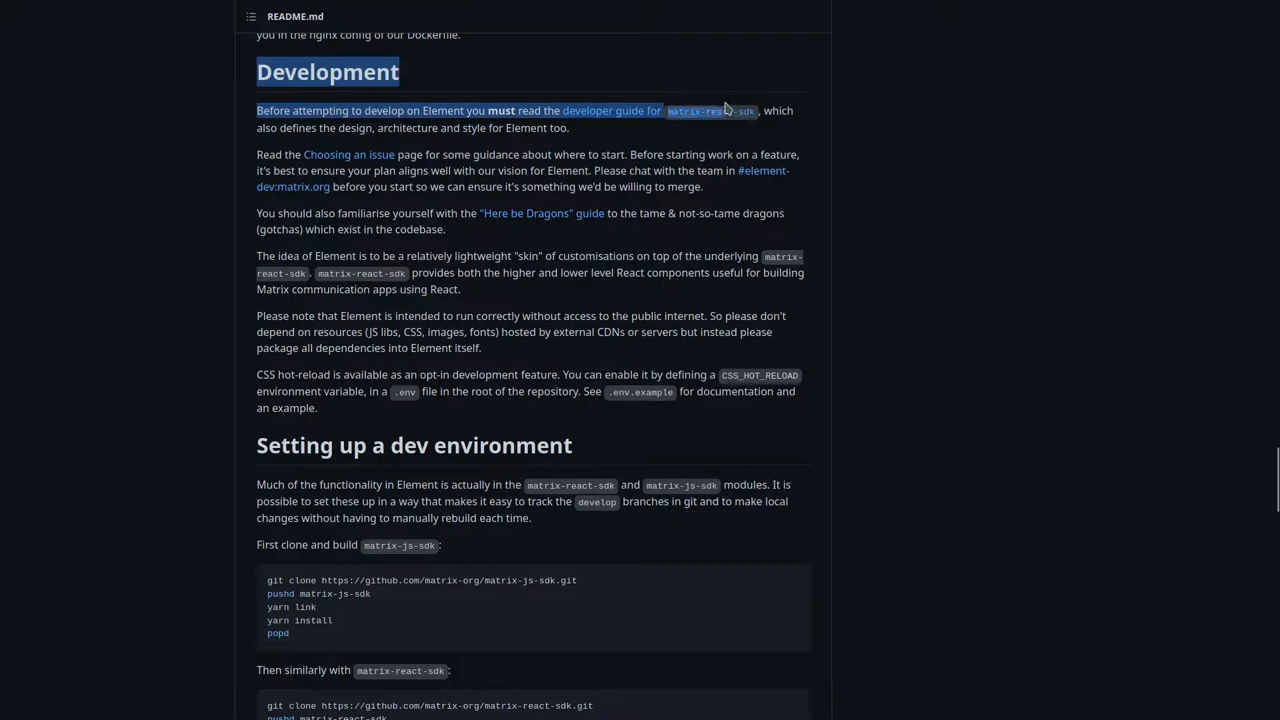 README.md
you in the nginx config of our Dockerfile.
Development
Before attempting to develop on Element you must read the developer guide for matrix-react-sdk, which
also defines the design, architecture and style for Element too.
Read the Choosing an issue page for some guidance about where to start. Before starting work on a feature,
it's best to ensure your plan aligns well with our vision for Element. Please chat with the team in #element-
dev:matrix.org before you start so we can ensure it's something we'd be willing to merge.
You should also familiarise yourself with the "Here be Dragons" guide to the tame & not-so-tame dragons
(gotchas) which exist in the codebase.
The idea of Element is to be a relatively lightweight "skin" of customisations on top of the underlying matrix-
react-sdk. matrix-react-sdk provides both the higher and lower level React components useful for building
Matrix communication apps using React.
Please note that Element is intended to run correctly without access to the public internet. So please don't
depend on resources (JS libs, CSS, images, fonts) hosted by external CDNs or servers but instead please
package all dependencies into Element itself.
CSS hot-reload is available as an opt-in development feature. You can enable it by defining a CSS_HOT_RELOAD
environment variable, in a .env file in the root of the repository. See .env.example for documentation and
an example.
Setting up a dev environment
Much of the functionality in Element is actually in the matrix-react-sdk and matrix-js-sdk modules. It is
possible to set these up in a way that makes it easy to track the develop branches in git and to make local
changes without having to manually rebuild each time.
First clone and build matrix-js-sdk:
git clone https://github.com/matrix-org/matrix-js-sdk.git
pushd matrix-js-sdk
yarn link
yarn install
popd
Then similarly with matrix-react-sdk:
git clone https://github.com/matrix-org/matrix-react-sdk.git
pushd matrix-react-sdk